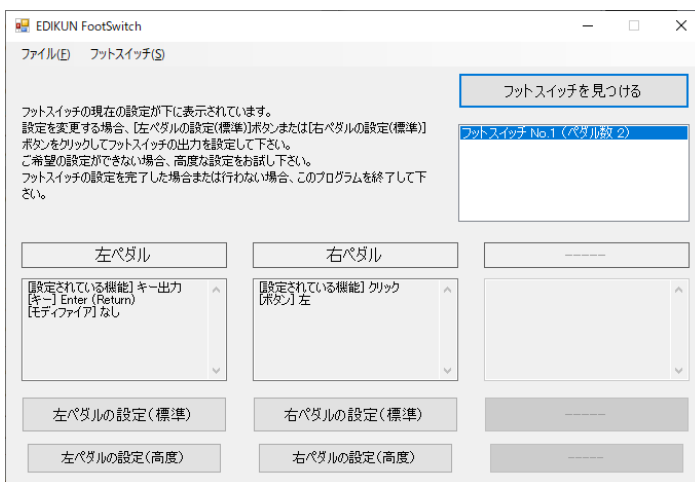 EDIKUN FootSwitch
ファイル(F) フットスイッチ(S)
フットスイッチを見つける
フットスイッチの現在の設定が下に表示されています。
設定を変更する場合、[左ペダルの設定(標準)]ボタンまたは[右ペダルの設定(標準)]
ボタンをクリックしてフットスイッチの出力を設定して下さい。
ご希望の設定ができない場合、高度な設定をお試し下さい。
フットスイッチの設定を完了した場合または行わない場合、このプログラムを終了して下
さい。
フットスイッチ No.1 (ペダル数 2)
左ペダル 右ペダル -----
[設定されている機能] キー出力
[キー] Enter (Return)
[モディファイア] なし
[設定されている機能] クリック
[ボタン] 左
左ペダルの設定(標準) 右ペダルの設定(標準) -----
左ペダルの設定(高度) 右ペダルの設定(高度) -----